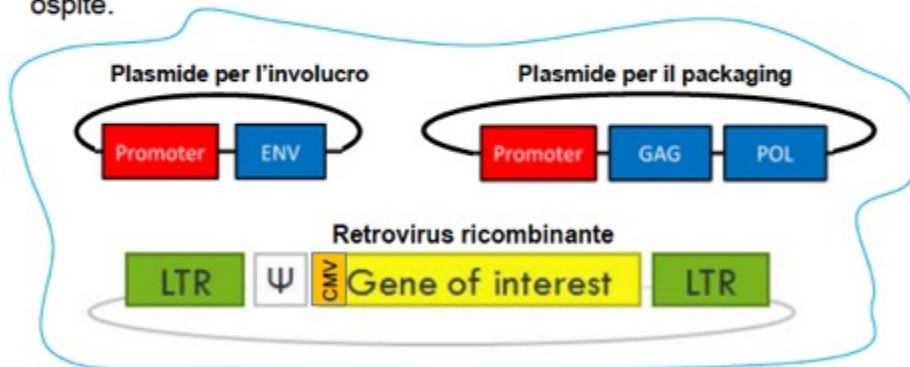 ospite.
Plasmide per l'involucro
Plasmide per il packaging
Promoter ENV
Promoter GAG POL
Retrovirus ricombinante
LTR Ψ CMV Gene of interest LTR